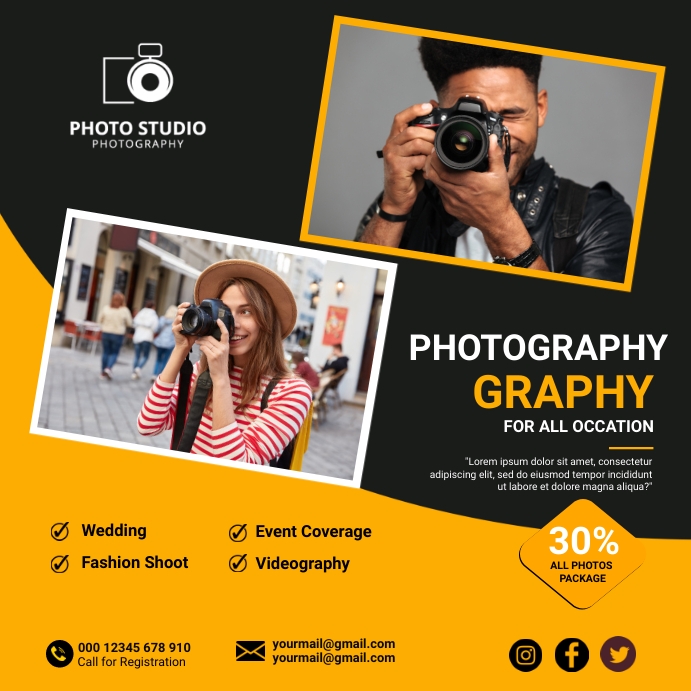 PHOTO STUDIO
PHOTOGRAPHY
PHOTOGRAPHY
GRAPHY
FOR ALL OCCATION
"Lorem ipsum dolor sit amet, consectetur
adipiscing elit, sed do eiusmod tempor incididunt
ut labore et dolore magna aliqua?"
Wedding
Event Coverage
Fashion Shoot
Videography
30%
ALL PHOTOS
PACKAGE
000 12345 678 910
Call for Registration
yourmail@gmail.com
yourmail@gmail.com